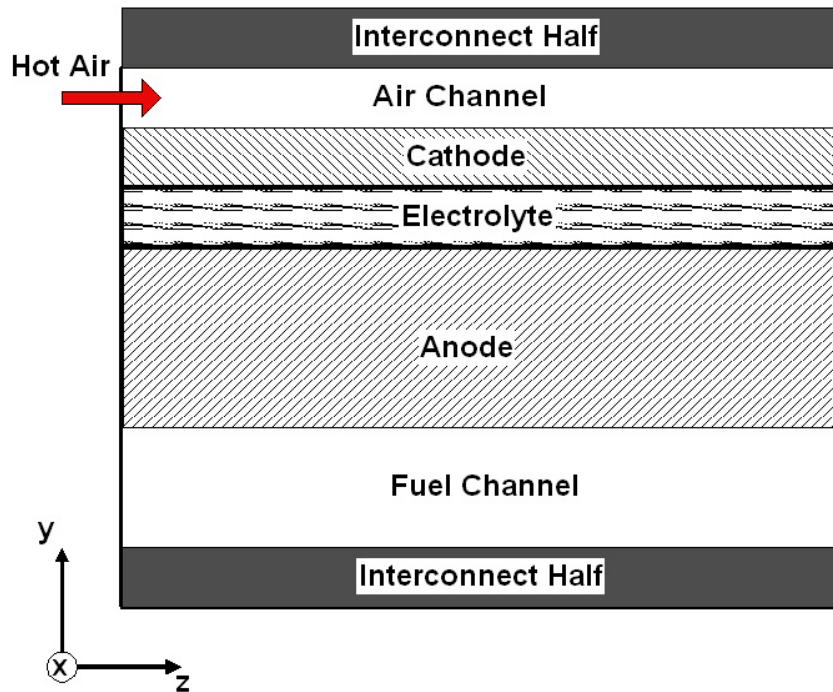 Interconnect Half
Hot Air
Air Channel
Cathode
Electrolyte
Anode
Fuel Channel
y
Interconnect Half
x
z